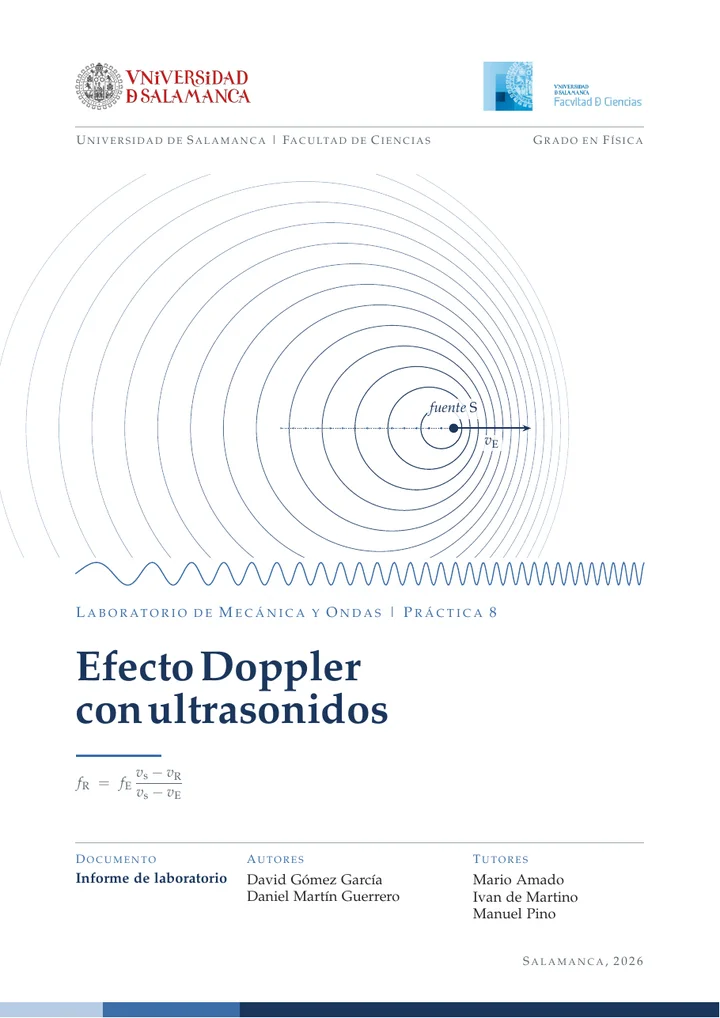 VNiVERSiDAD
Ð SALAMANCA
VNiVERSiDAD
Ð SALAMANCA
Facvltad Ð Ciencias
UNIVERSIDAD DE SALAMANCA | FACULTAD DE CIENCIAS
GRADO EN FÍSICA
fuente S
vE
LABORATORIO DE MECÁNICA Y ONDAS | PRÁCTICA 8
Efecto Doppler
con ultrasonidos
fR = fE (vs − vR)/(vs − vE)
DOCUMENTO
Informe de laboratorio
AUTORES
David Gómez García
Daniel Martín Guerrero
TUTORES
Mario Amado
Ivan de Martino
Manuel Pino
SALAMANCA, 2026